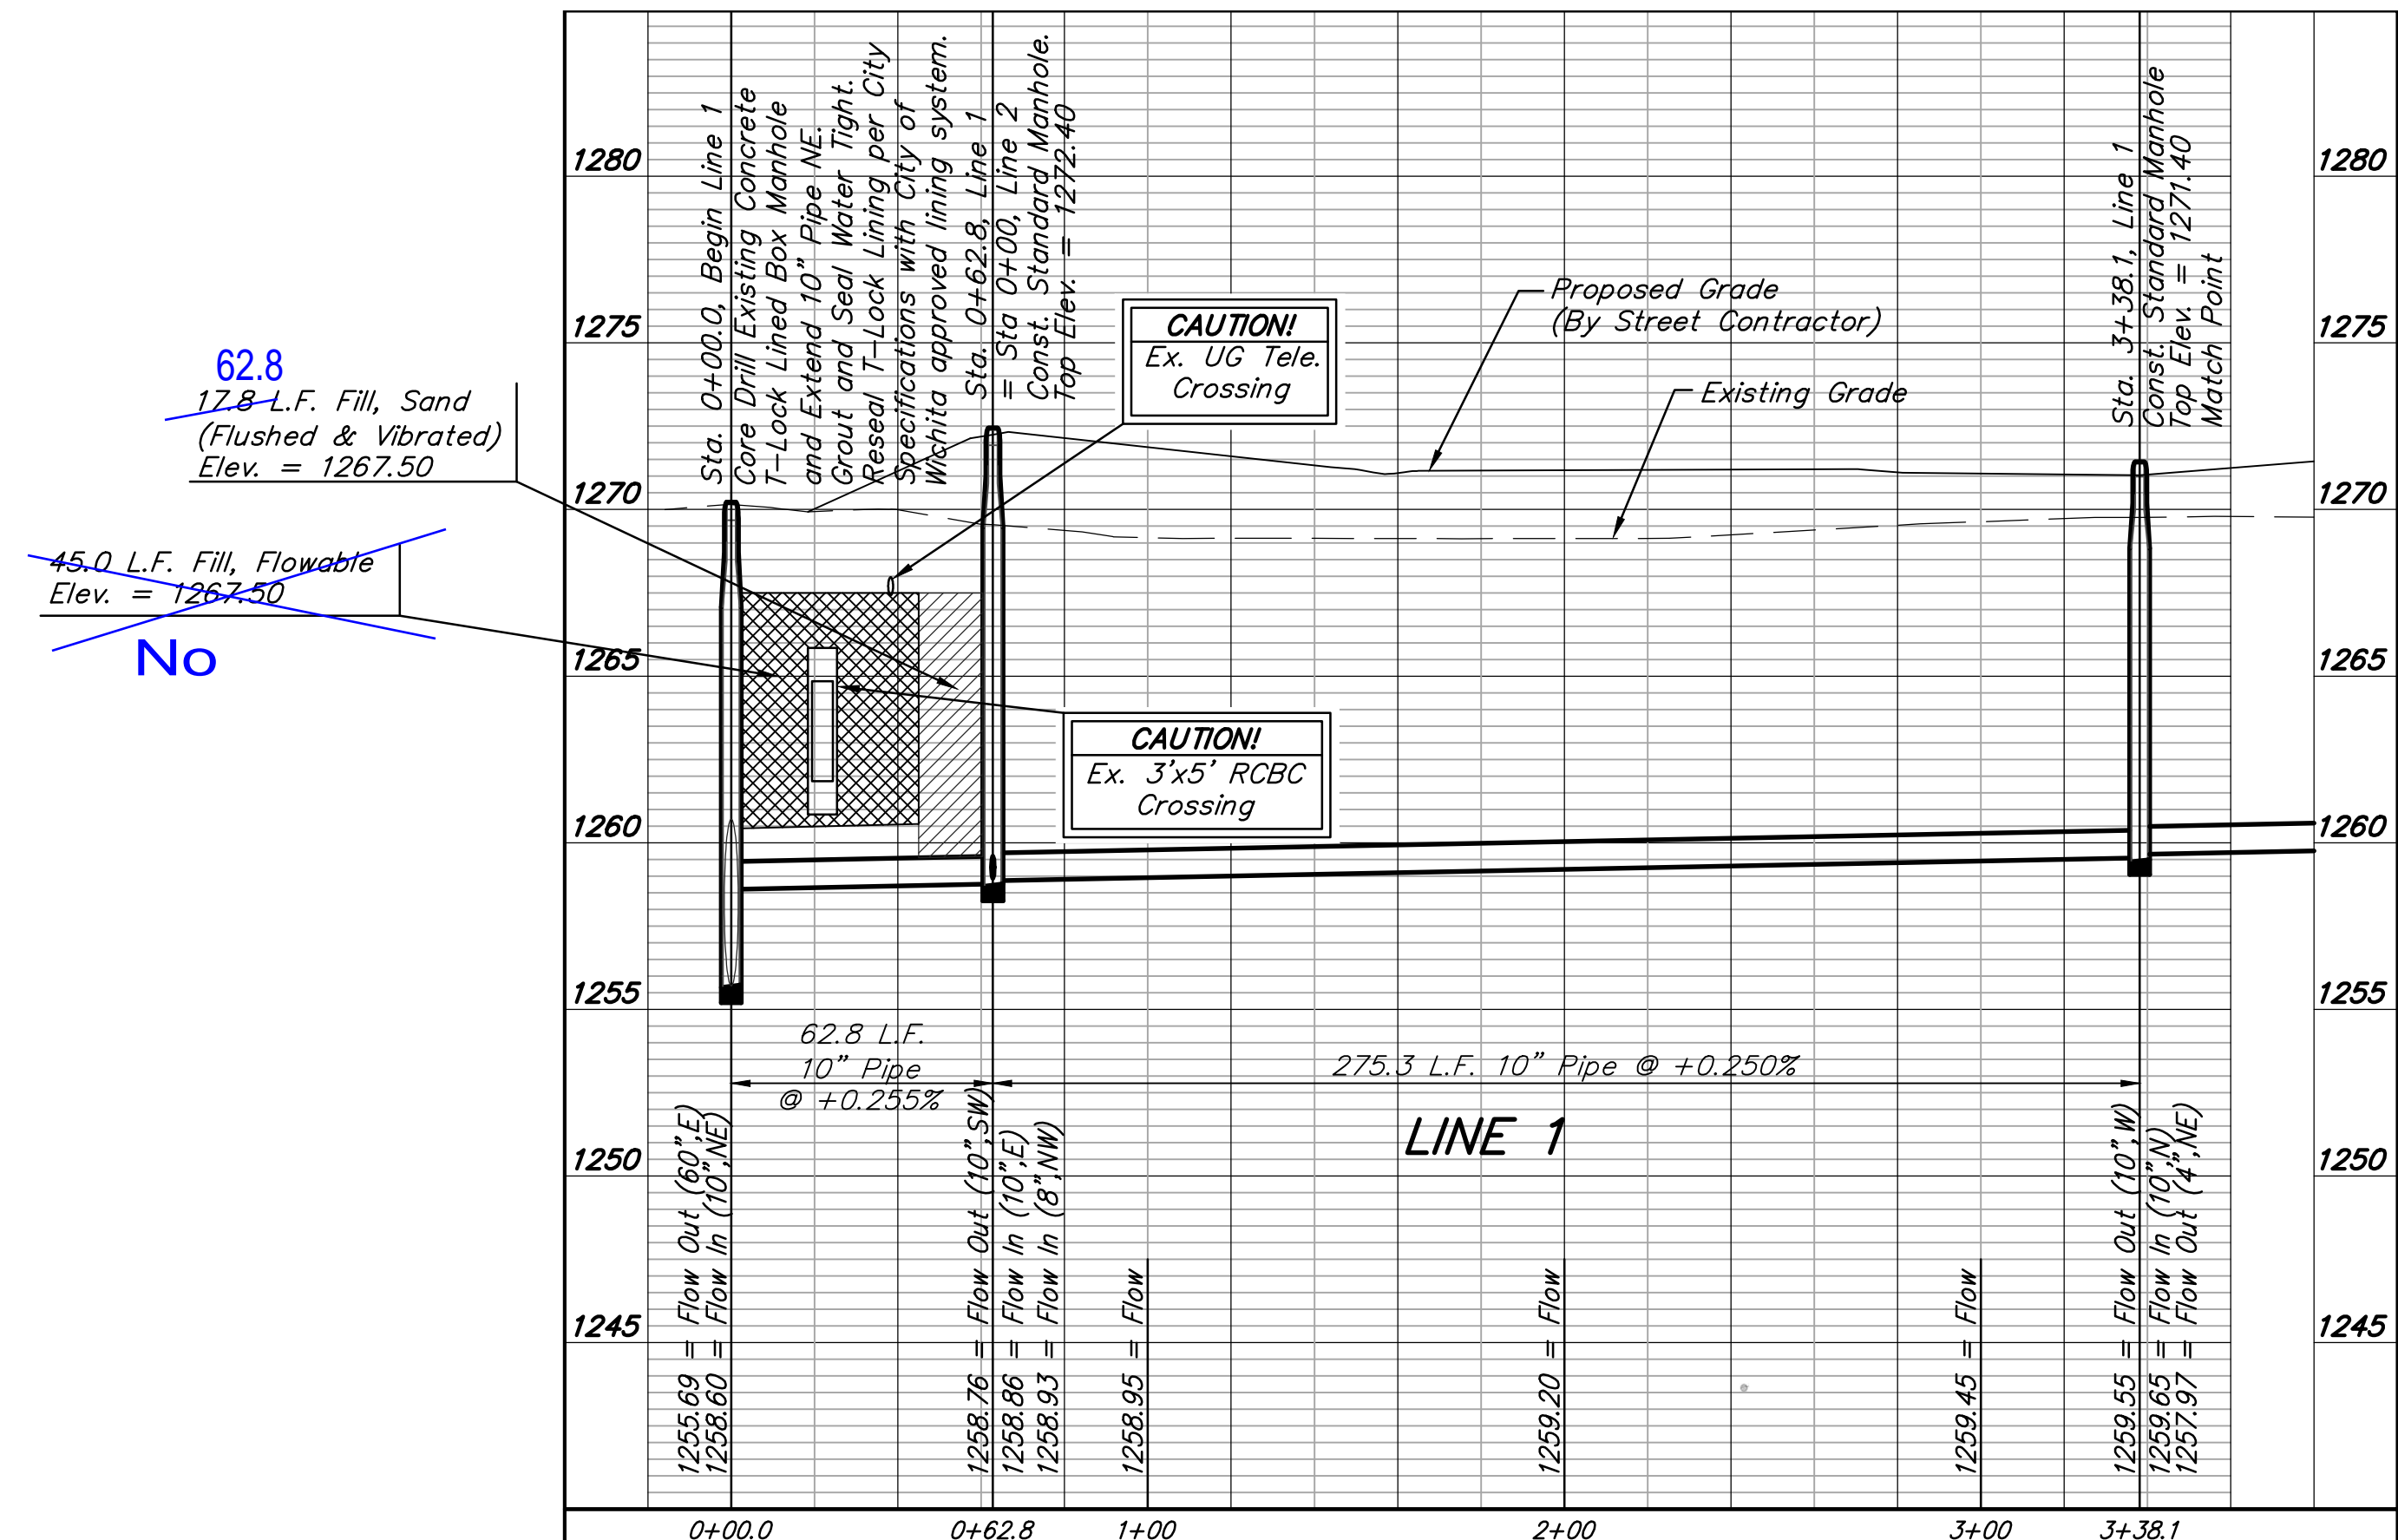 62.8
17.8 L.F. Fill, Sand
(Flushed & Vibrated)
Elev. = 1267.50
45.0 L.F. Fill, Flowable
Elev. = 1267.50
No
1280
1275
1270
1265
1260
1255
1250
1245
Sta. 0+00.0, Begin Line 1
Core Drill Existing Concrete
T-Lock Lined Box Manhole
and Extend 10" Pipe NE.
Grout and Seal Water Tight.
Reseal T-Lock Lining per City
Specifications with City of
Wichita approved lining system.
Sta. 0+62.8, Line 1
= Sta 0+00, Line 2
Const. Standard Manhole.
Top Elev. = 1272.40
CAUTION!
Ex. UG Tele.
Crossing
Proposed Grade
(By Street Contractor)
Existing Grade
Sta. 3+38.1, Line 1
Const. Standard Manhole
Top Elev. = 1271.40
Match Point
CAUTION!
Ex. 3'x5' RCBC
Crossing
62.8 L.F.
10" Pipe
@ +0.255%
275.3 L.F. 10" Pipe @ +0.250%
LINE 1
1255.69 = Flow Out (60",E)
1258.60 = Flow In (10",NE)
1258.76 = Flow Out (10",SW)
1258.86 = Flow In (10",E)
1258.93 = Flow In (8",NW)
1258.95 = Flow
1259.20 = Flow
1259.45 = Flow
1259.55 = Flow Out (10",W)
1259.65 = Flow In (10",N)
1257.97 = Flow Out (4",NE)
1280
1275
1270
1265
1260
1255
1250
1245
0+00.0 0+62.8 1+00 2+00 3+00 3+38.1